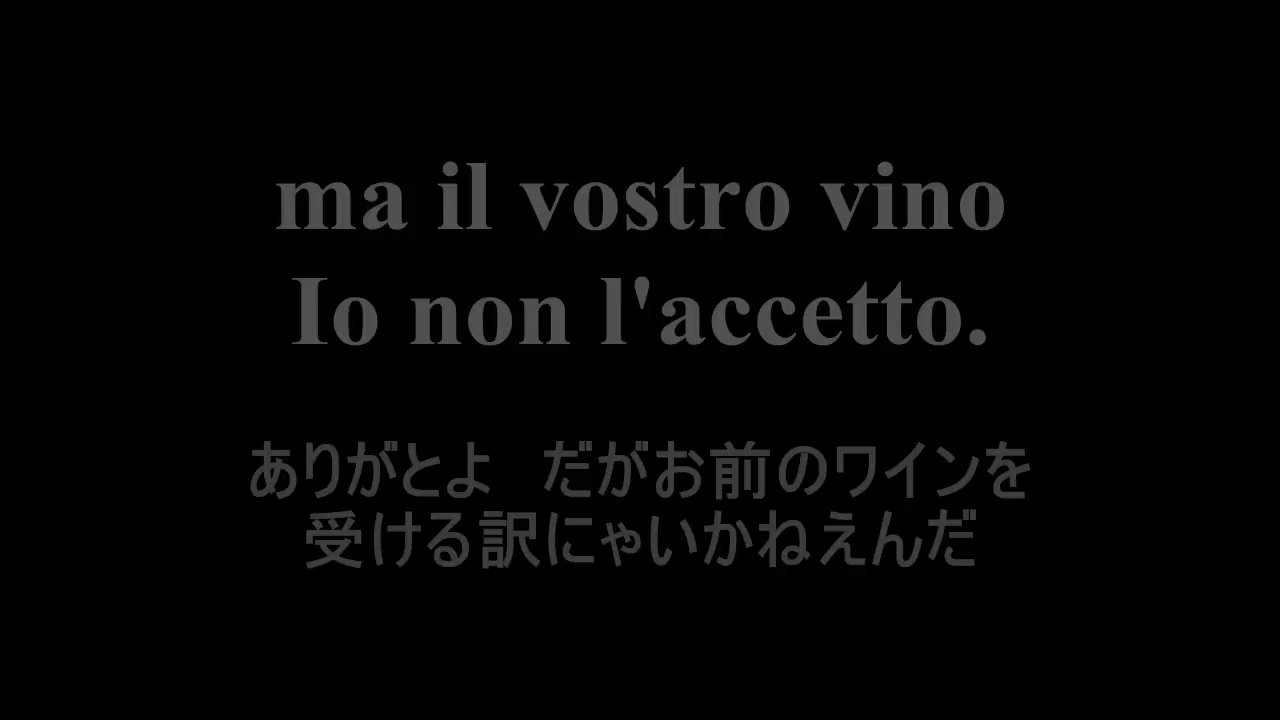 ma il vostro vino
Io non l'accetto.
ありがとよ　だがお前のワインを
受ける訳にゃいかねえんだ